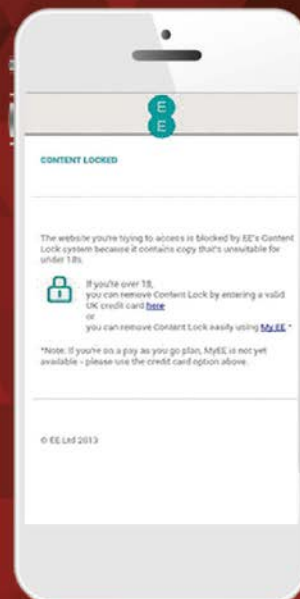 E
E
CONTENT LOCKED
The website you're trying to access is blocked by EE's Content
Lock system because it contains copy that's unsuitable for
under 18s.
If you're over 18,
you can remove Content Lock by entering a valid
UK credit card here
or
you can remove Content Lock easily using My EE *
*Note: If you're on a pay as you go plan, MyEE is not yet
available - please use the credit card option above.
© EE Ltd 2013